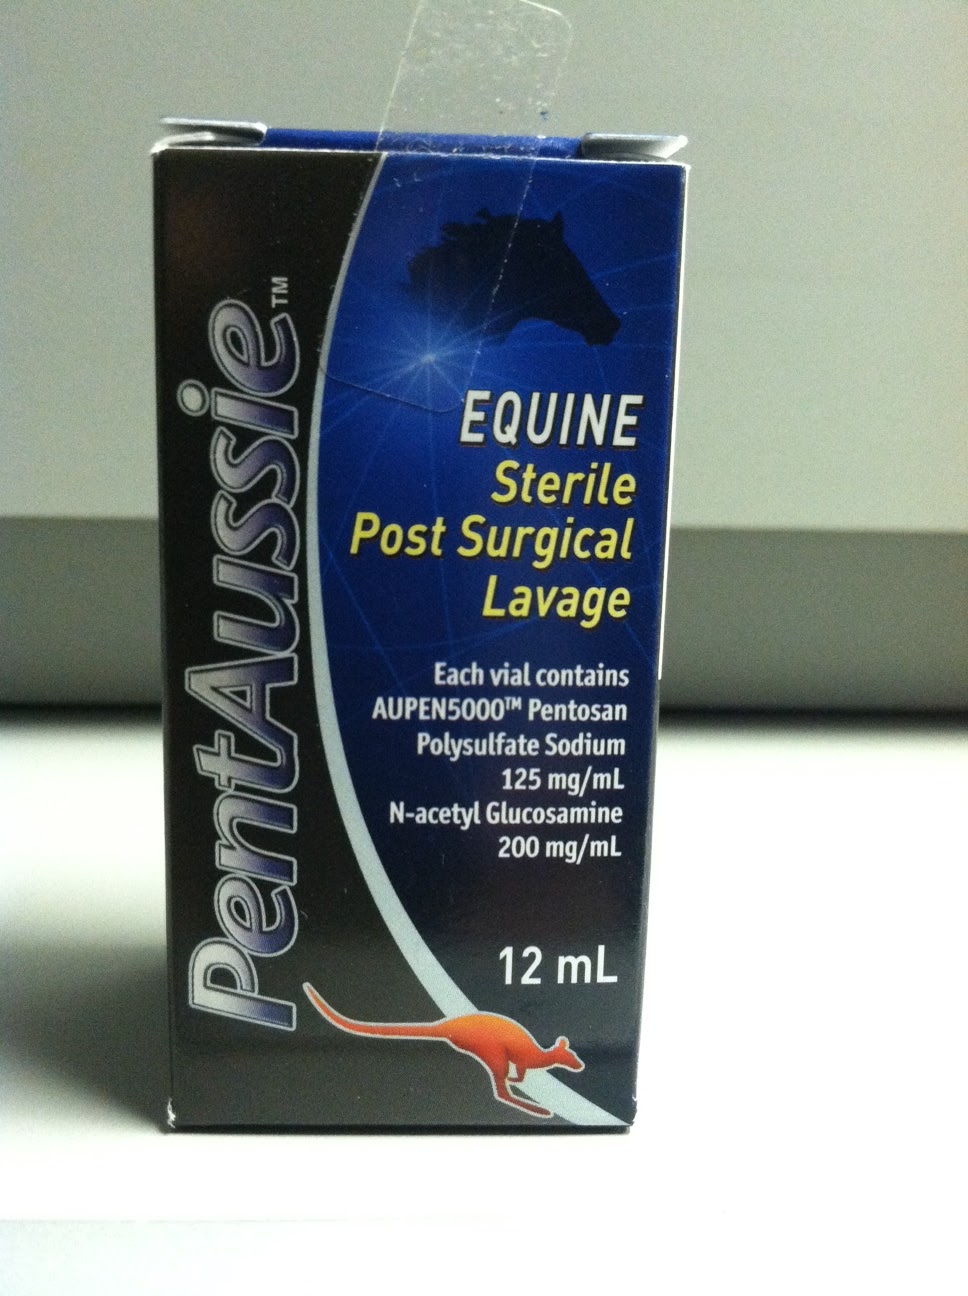 PentAussie™
EQUINE
Sterile
Post Surgical
Lavage
Each vial contains
AUPEN5000™ Pentosan
Polysulfate Sodium
125 mg/mL
N-acetyl Glucosamine
200 mg/mL
12 mL